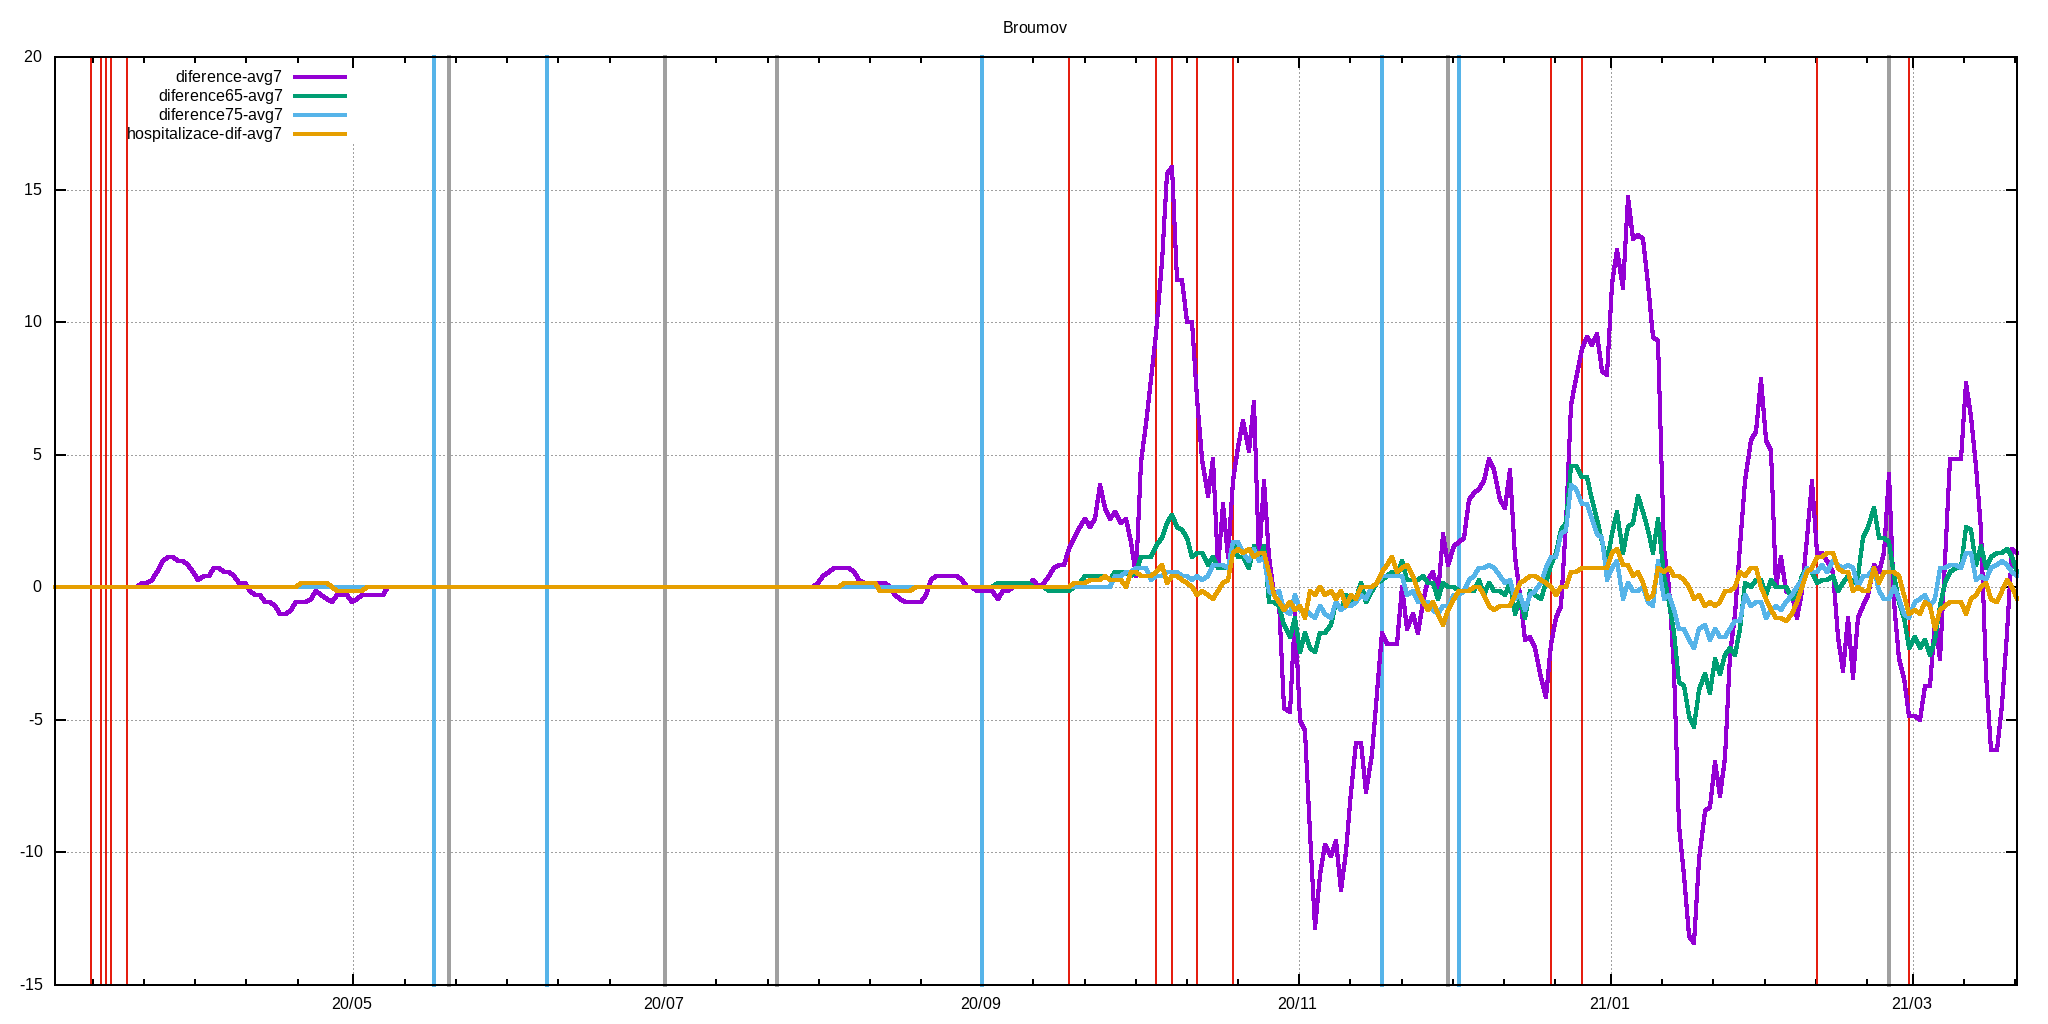 Broumov
20
diference-avg7
diference65-avg7
diference75-avg7
hospitalizace-dif-avg7
15
10
5
0
-5
-10
-15
20/05 20/07 20/09 20/11 21/01 21/03